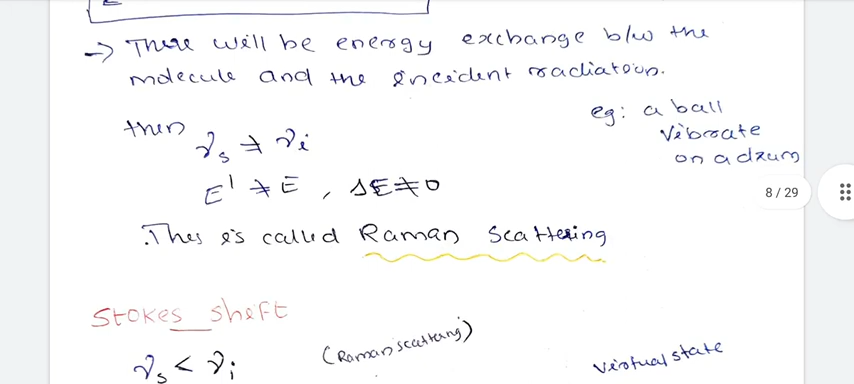 → There will be energy exchange b/w the
molecule and the incident radiation.
then
νs ≠ νi
eg: a ball
vibrate
on a drum
E' ≠ E , ΔE ≠ 0
8 / 29
.This is called Raman Scattering
Stokes shift
νs < νi
(Raman scattering)
Virtual state